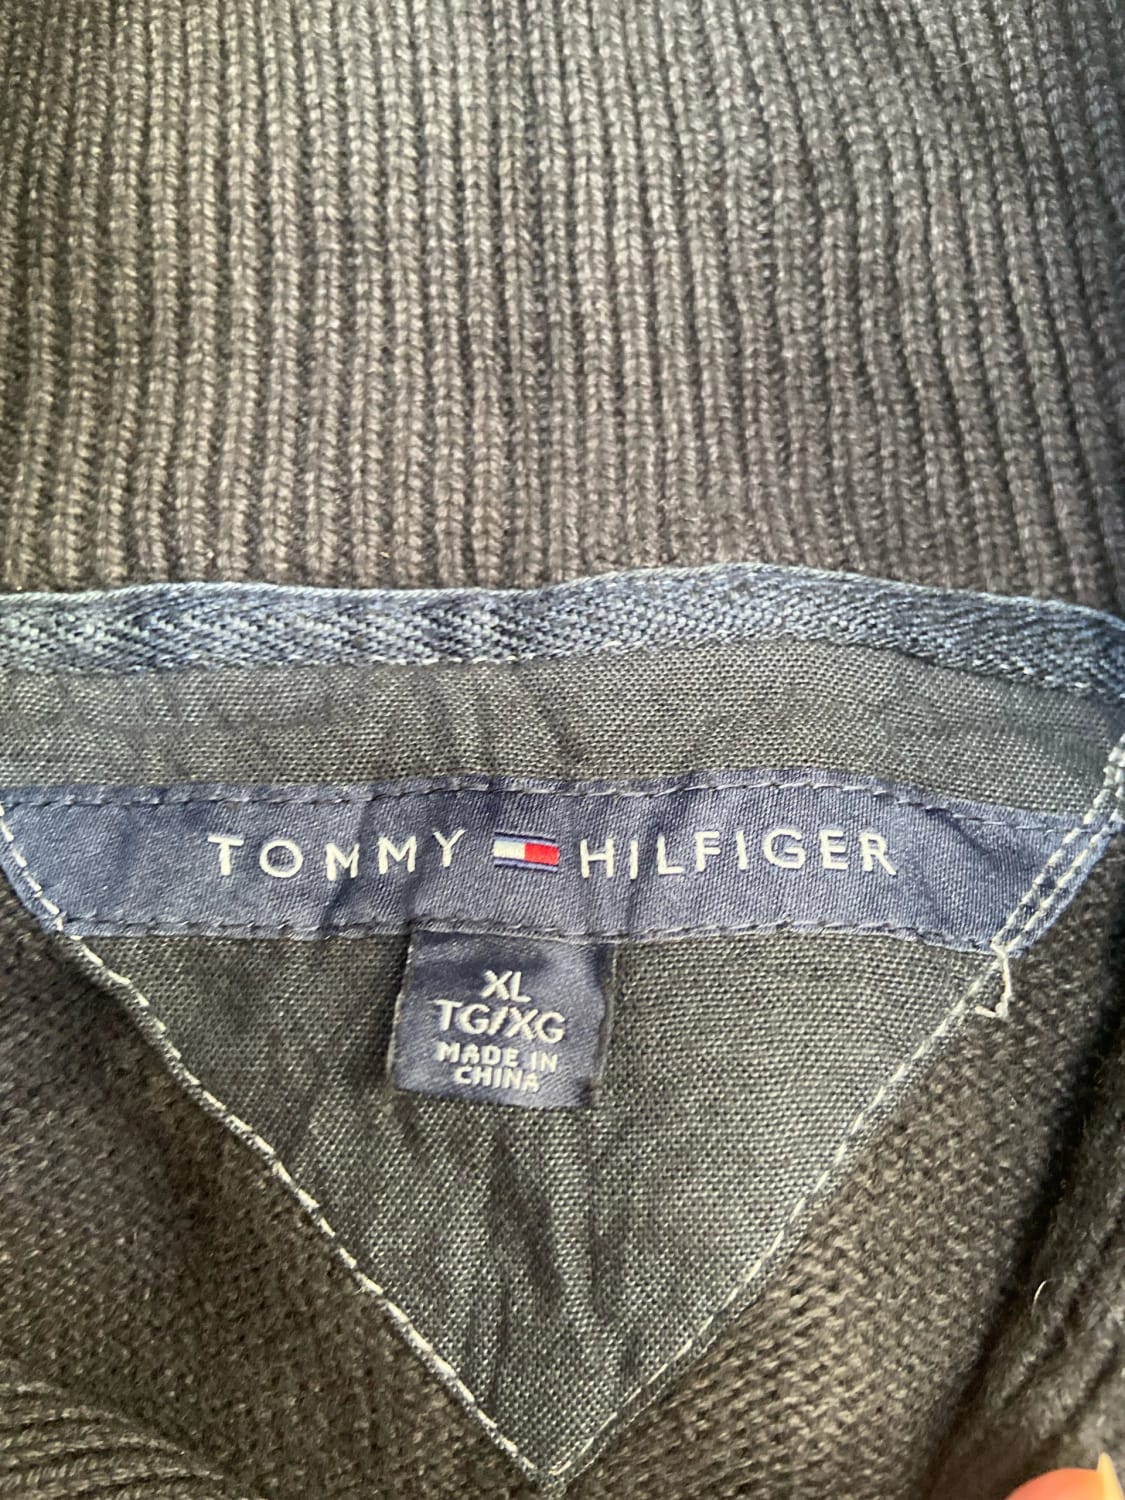 TOMMY HILFIGER
XL
TG/XG
MADE IN
CHINA